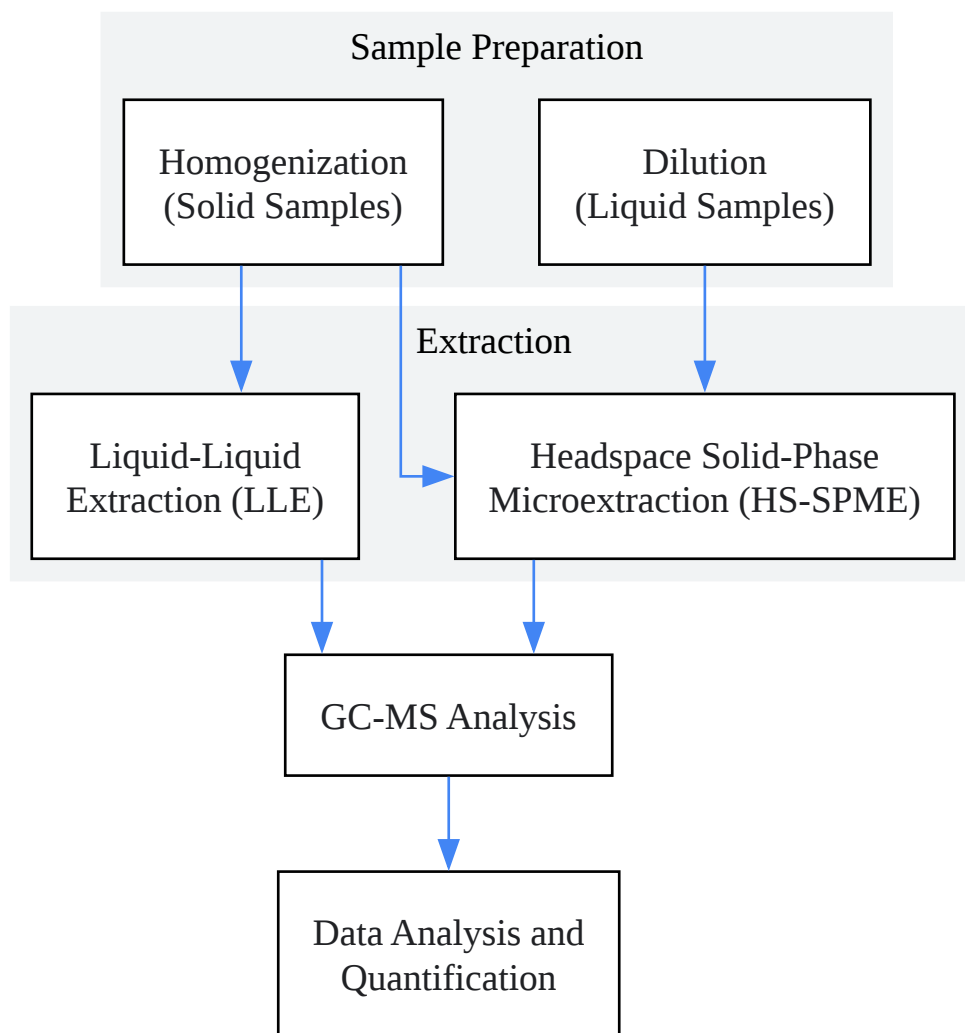 Sample Preparation
Homogenization
(Solid Samples)
Dilution
(Liquid Samples)
Extraction
Liquid-Liquid
Extraction (LLE)
Headspace Solid-Phase
Microextraction (HS-SPME)
GC-MS Analysis
Data Analysis and
Quantification